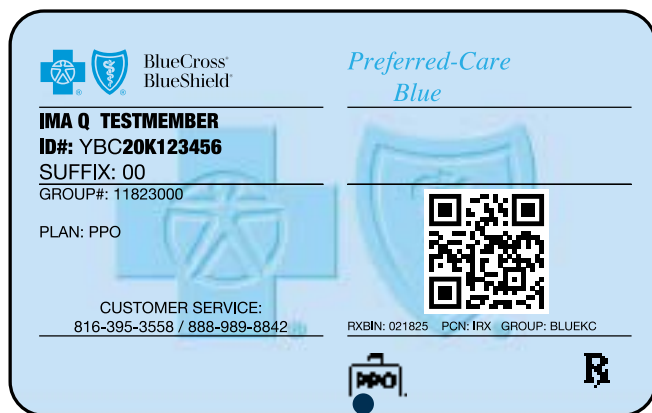 BlueCross®
BlueShield®
Preferred-Care
Blue
IMA Q TESTMEMBER
ID#: YBC20K123456
SUFFIX: 00
GROUP#: 11823000
PLAN: PPO
CUSTOMER SERVICE:
816-395-3558 / 888-989-8842
RXBIN: 021825 PCN: IRX GROUP: BLUEKC
PPO
Rx